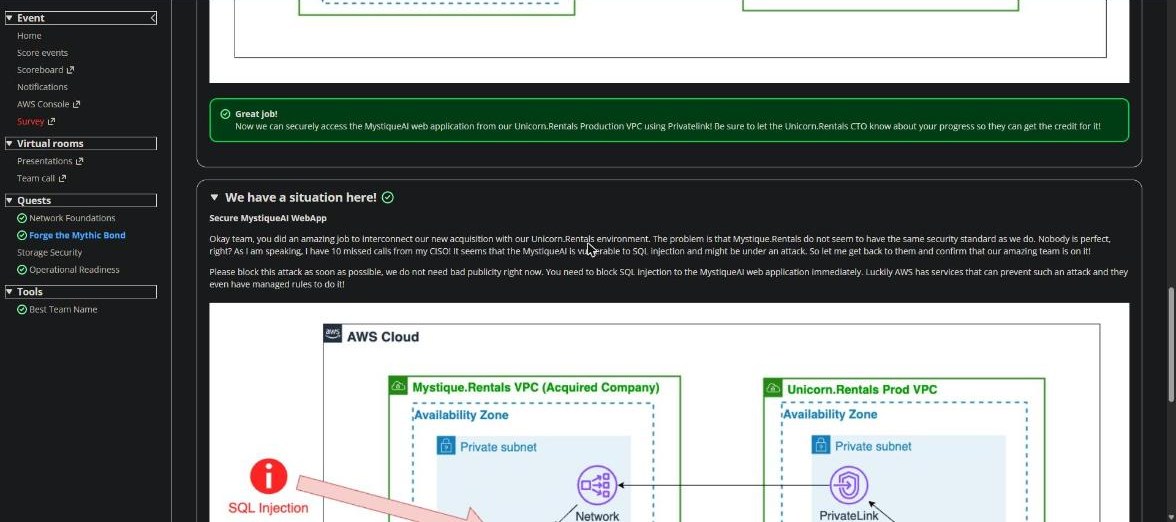 Event
Home
Score events
Scoreboard
Notifications
AWS Console
Survey
Virtual rooms
Presentations
Team call
Quests
Network Foundations
Forge the Mythic Bond
Storage Security
Operational Readiness
Tools
Best Team Name
Great job!
Now we can securely access the MystiqueAI web application from our Unicorn.Rentals Production VPC using Privatelink! Be sure to let the Unicorn.Rentals CTO know about your progress so they can get the credit for it!
We have a situation here!
Secure MystiqueAI WebApp
Okay team, you did an amazing job to interconnect our new acquisition with our Unicorn.Rentals environment. The problem is that Mystique.Rentals do not seem to have the same security standard as we do. Nobody is perfect,
right? As I am speaking, I have 10 missed calls from my CISO! It seems that the MystiqueAI is vulnerable to SQL injection and might be under an attack. So let me get back to them and confirm that our amazing team is on it!
Please block this attack as soon as possible, we do not need bad publicity right now. You need to block SQL Injection to the MystiqueAI web application immediately. Luckily AWS has services that can prevent such an attack and they
even have managed rules to do it!
aws
AWS Cloud
Mystique.Rentals VPC (Acquired Company)
Unicorn.Rentals Prod VPC
Availability Zone
Availability Zone
Private subnet
Private subnet
SQL Injection
Network
PrivateLink